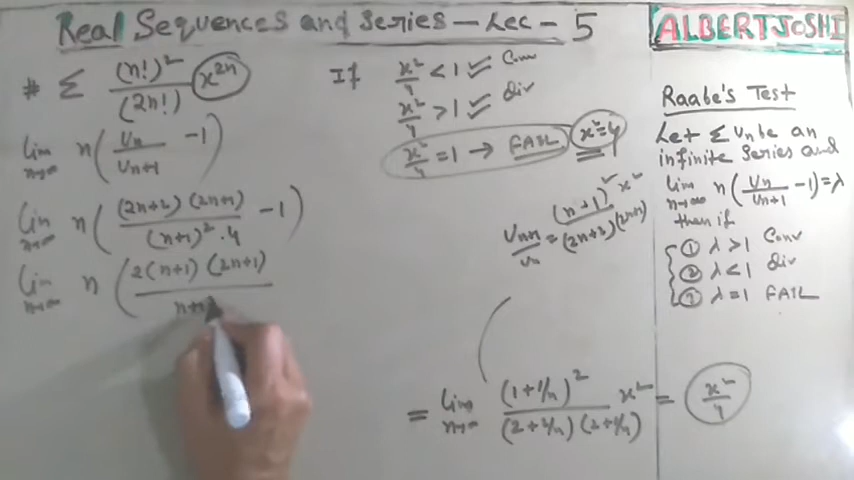 Real Sequences and Series - Lec - 5
ALBERTJOSHI
# Σ (n!)² / (2n!) x²ⁿ
lim n→∞ n( Un / Un+1 - 1 )
lim n→∞ n( (2n+2)(2n+1) / (n+1)² · 4 - 1 )
lim n→∞ n( 2(n+1)(2n+1) / n+1
If x²/4 < 1 ✓ Conv
x²/4 > 1 ✓ div
x²/4 = 1 → FAIL x² = 4
Un+1 / Un = (n+1)² x² / (2n+2)(2n+1)
= lim n→∞ (1+1/n)² / (2+2/n)(2+1/n) x² = x²/4
Raabe's Test
Let Σ Un be an
infinite Series and
lim n→∞ n( Un / Un+1 - 1 ) = λ
then if
① λ > 1 Conv
② λ < 1 div
③ λ = 1 FAIL